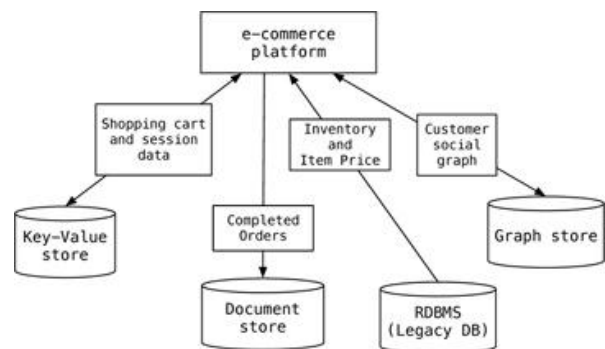 e-commerce
platform
Shopping cart
and session
data
Inventory
and
Item Price
Customer
social
graph
Completed
Orders
Key-Value
store
Document
store
RDBMS
(Legacy DB)
Graph store